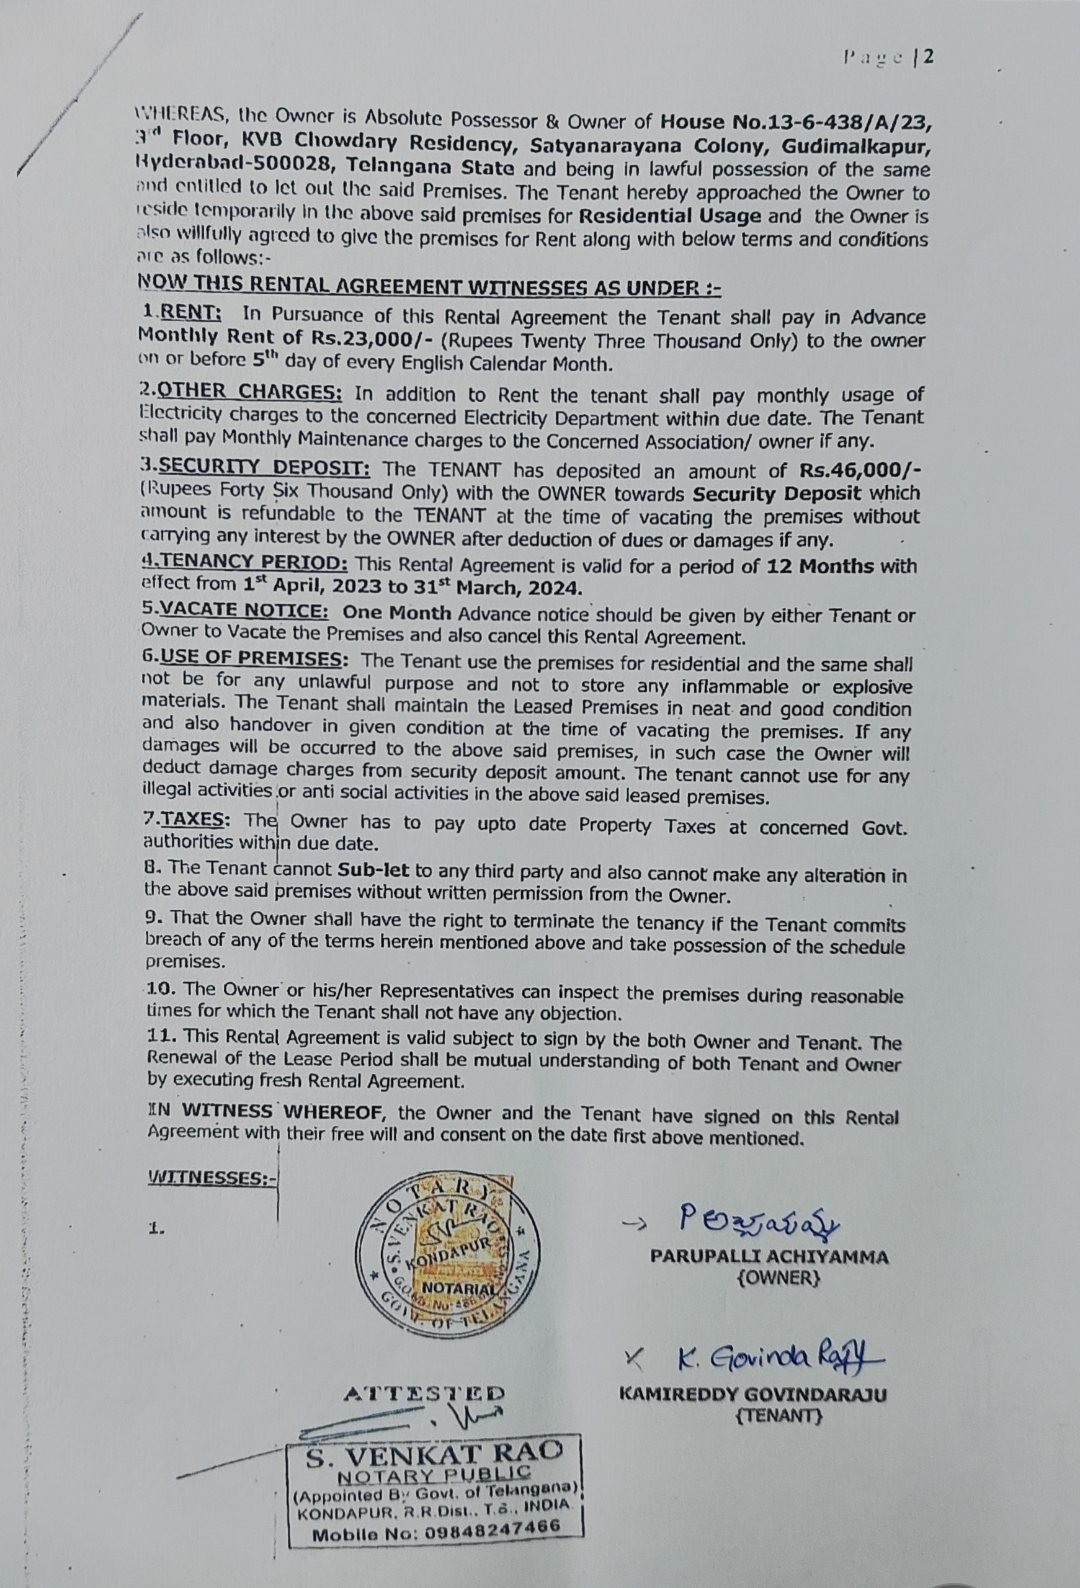 Page | 2
WHEREAS, the Owner is Absolute Possessor & Owner of House No.13-6-438/A/23,
3rd Floor, KVB Chowdary Residency, Satyanarayana Colony, Gudimalkapur,
Hyderabad-500028, Telangana State and being in lawful possession of the same
and entitled to let out the said Premises. The Tenant hereby approached the Owner to
reside temporarily in the above said premises for Residential Usage and the Owner is
also willfully agreed to give the premises for Rent along with below terms and conditions
are as follows:-
NOW THIS RENTAL AGREEMENT WITNESSES AS UNDER :-
1.RENT: In Pursuance of this Rental Agreement the Tenant shall pay in Advance
Monthly Rent of Rs.23,000/- (Rupees Twenty Three Thousand Only) to the owner
on or before 5th day of every English Calendar Month.
2.OTHER CHARGES: In addition to Rent the tenant shall pay monthly usage of
Electricity charges to the concerned Electricity Department within due date. The Tenant
shall pay Monthly Maintenance charges to the Concerned Association/ owner if any.
3.SECURITY DEPOSIT: The TENANT has deposited an amount of Rs.46,000/-
(Rupees Forty Six Thousand Only) with the OWNER towards Security Deposit which
amount is refundable to the TENANT at the time of vacating the premises without
carrying any interest by the OWNER after deduction of dues or damages if any.
4.TENANCY PERIOD: This Rental Agreement is valid for a period of 12 Months with
effect from 1st April, 2023 to 31st March, 2024.
5.VACATE NOTICE: One Month Advance notice should be given by either Tenant or
Owner to Vacate the Premises and also cancel this Rental Agreement.
6.USE OF PREMISES: The Tenant use the premises for residential and the same shall
not be for any unlawful purpose and not to store any inflammable or explosive
materials. The Tenant shall maintain the Leased Premises in neat and good condition
and also handover in given condition at the time of vacating the premises. If any
damages will be occurred to the above said premises, in such case the Owner will
deduct damage charges from security deposit amount. The tenant cannot use for any
illegal activities or anti social activities in the above said leased premises.
7.TAXES: The Owner has to pay upto date Property Taxes at concerned Govt.
authorities within due date.
8. The Tenant cannot Sub-let to any third party and also cannot make any alteration in
the above said premises without written permission from the Owner.
9. That the Owner shall have the right to terminate the tenancy if the Tenant commits
breach of any of the terms herein mentioned above and take possession of the schedule
premises.
10. The Owner or his/her Representatives can inspect the premises during reasonable
times for which the Tenant shall not have any objection.
11. This Rental Agreement is valid subject to sign by the both Owner and Tenant. The
Renewal of the Lease Period shall be mutual understanding of both Tenant and Owner
by executing fresh Rental Agreement.
IN WITNESS WHEREOF, the Owner and the Tenant have signed on this Rental
Agreement with their free will and consent on the date first above mentioned.
WITNESSES:-
1.
NOTARY
S. VENKAT RAO
KONDAPUR
NOTARIAL
GOVT. OF TELANGANA
PARUPALLI ACHIYAMMA
{OWNER}
K. Govinda Raju
KAMIREDDY GOVINDARAJU
{TENANT}
ATTESTED
S. VENKAT RAO
NOTARY PUBLIC
(Appointed By Govt. of Telangana)
KONDAPUR, R.R.Dist., T.S., INDIA.
Mobile No: 09848247466